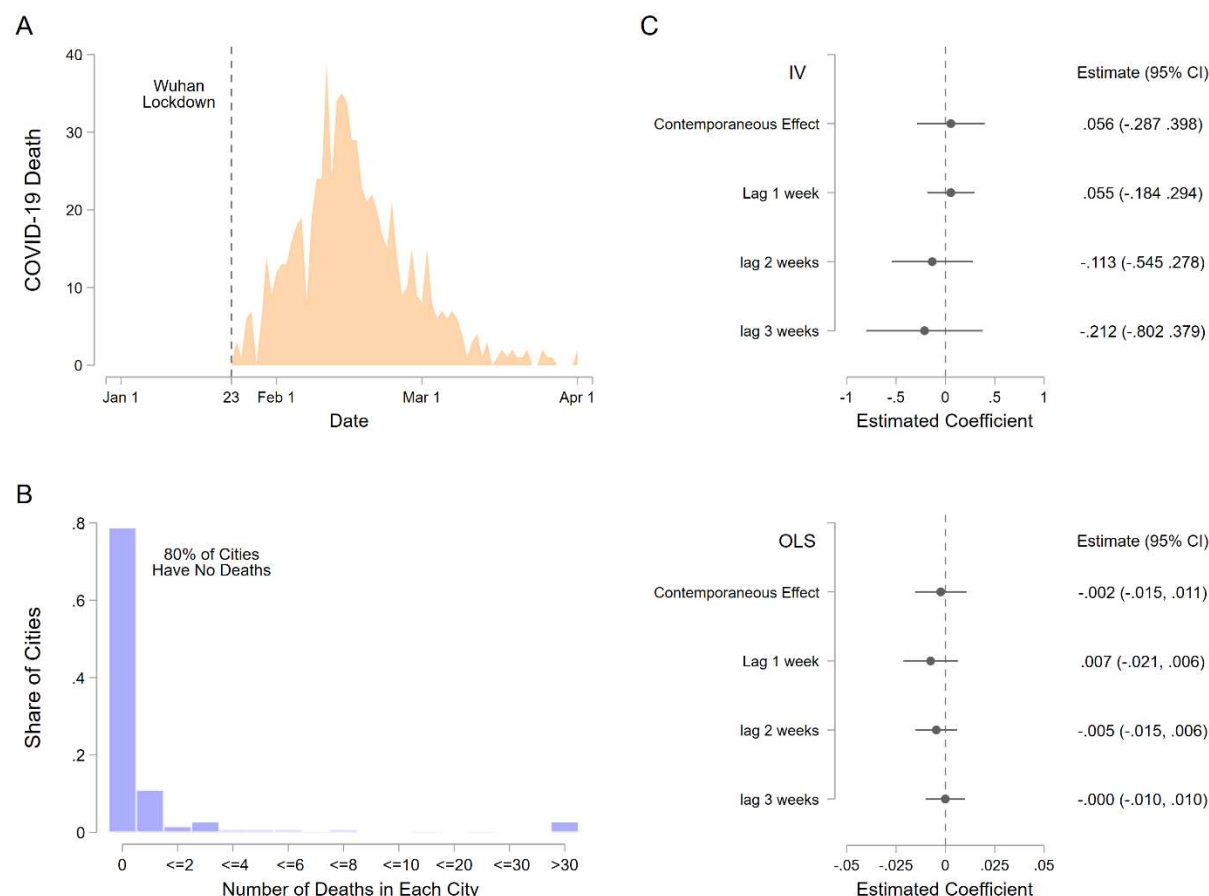 A
40
30
20
10
0
COVID-19 Death
Wuhan
Lockdown
Jan 1
23
Feb 1
Mar 1
Apr 1
Date
B
.8
.6
.4
.2
0
Share of Cities
80% of Cities
Have No Deaths
0
<=2
<=4
<=6
<=8
<=10
<=20
<=30
>30
Number of Deaths in Each City
C
IV
Estimate (95% CI)
Contemporaneous Effect
.056 (-.287 .398)
Lag 1 week
.055 (-.184 .294)
lag 2 weeks
-.113 (-.545 .278)
lag 3 weeks
-.212 (-.802 .379)
-1
-.5
0
.5
1
Estimated Coefficient
OLS
Estimate (95% CI)
Contemporaneous Effect
-.002 (-.015, .011)
Lag 1 week
.007 (-.021, .006)
lag 2 weeks
-.005 (-.015, .006)
lag 3 weeks
-.000 (-.010, .010)
-.05
-.025
0
.025
.05
Estimated Coefficient